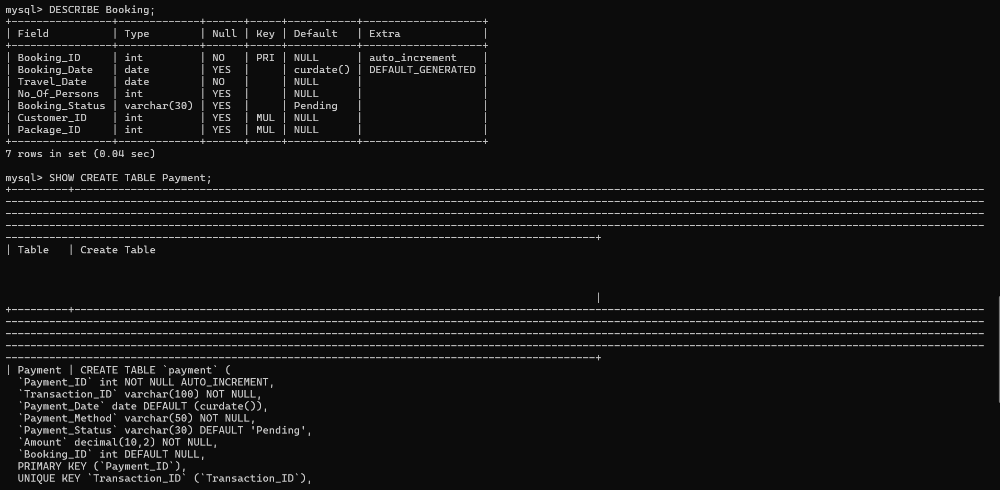 mysql> DESCRIBE Booking;
+----------------+-------------+------+-----+-----------+-------------------+
| Field          | Type        | Null | Key | Default   | Extra             |
+----------------+-------------+------+-----+-----------+-------------------+
| Booking_ID     | int         | NO   | PRI | NULL      | auto_increment    |
| Booking_Date   | date        | YES  |     | curdate() | DEFAULT_GENERATED |
| Travel_Date    | date        | NO   |     | NULL      |                   |
| No_Of_Persons  | int         | YES  |     | NULL      |                   |
| Booking_Status | varchar(30) | YES  |     | Pending   |                   |
| Customer_ID    | int         | YES  | MUL | NULL      |                   |
| Package_ID     | int         | YES  | MUL | NULL      |                   |
+----------------+-------------+------+-----+-----------+-------------------+
7 rows in set (0.04 sec)

mysql> SHOW CREATE TABLE Payment;
| Table   | Create Table
|
| Payment | CREATE TABLE `payment` (
  `Payment_ID` int NOT NULL AUTO_INCREMENT,
  `Transaction_ID` varchar(100) NOT NULL,
  `Payment_Date` date DEFAULT (curdate()),
  `Payment_Method` varchar(50) NOT NULL,
  `Payment_Status` varchar(30) DEFAULT 'Pending',
  `Amount` decimal(10,2) NOT NULL,
  `Booking_ID` int DEFAULT NULL,
  PRIMARY KEY (`Payment_ID`),
  UNIQUE KEY `Transaction_ID` (`Transaction_ID`),